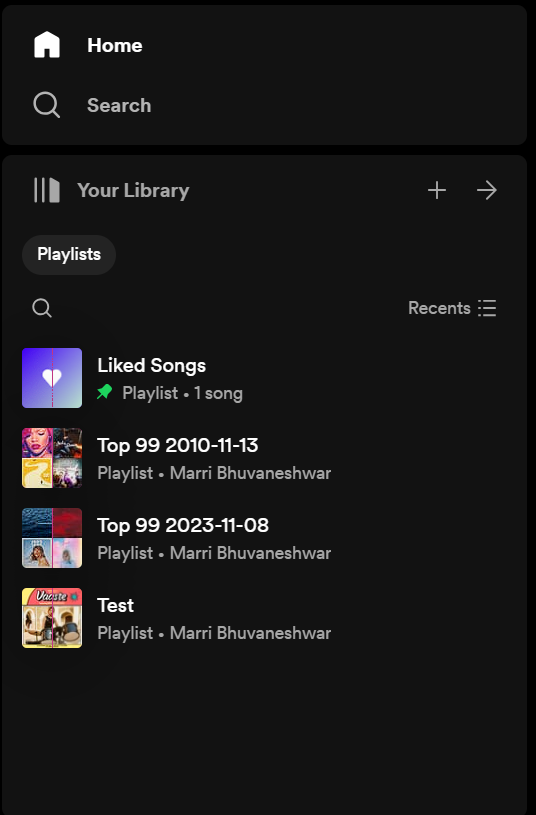 Home
Search
Your Library
Playlists
Recents
Liked Songs
Playlist • 1 song
Top 99 2010-11-13
Playlist • Marri Bhuvaneshwar
Top 99 2023-11-08
Playlist • Marri Bhuvaneshwar
Test
Playlist • Marri Bhuvaneshwar